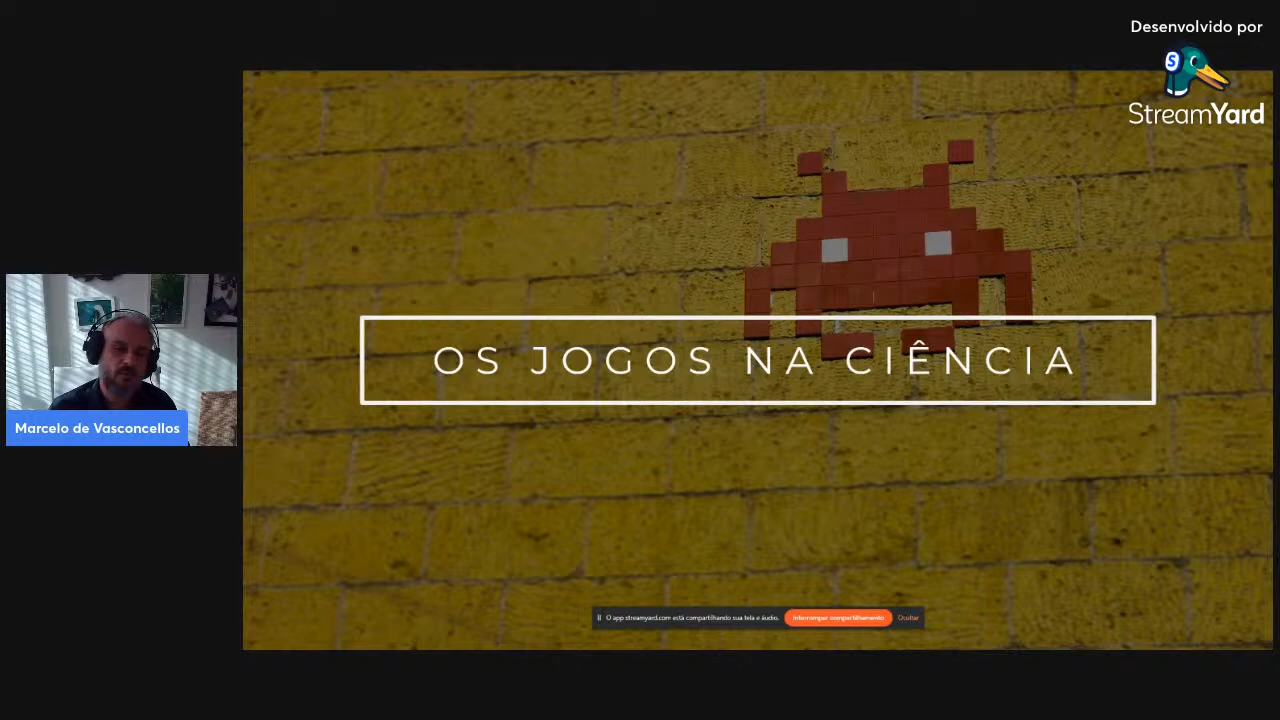 Desenvolvido por
S
StreamYard
OS JOGOS NA CIÊNCIA
Marcelo de Vasconcellos
O app streamyard.com está compartilhando sua tela e áudio. Interromper compartilhamento Ocultar